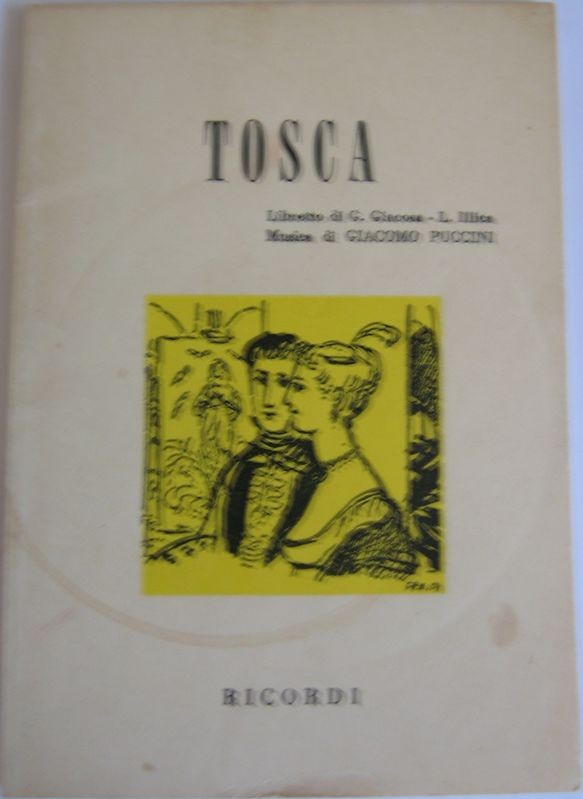 TOSCA
Libretto di G. Giacosa - L. Illica
Musica di GIACOMO PUCCINI
RICORDI